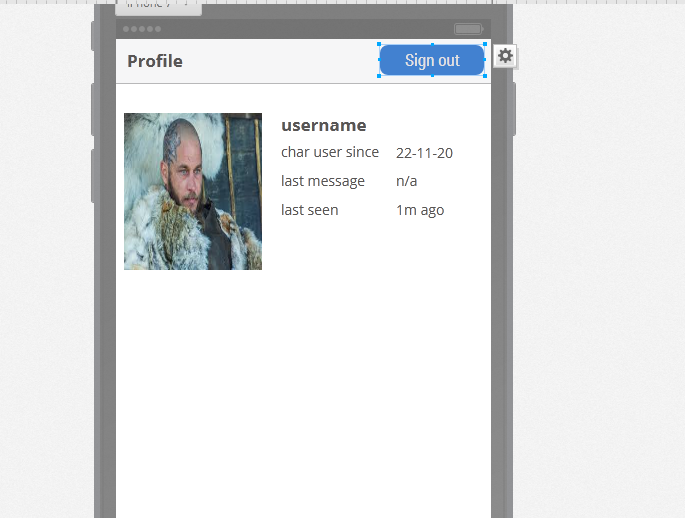 iPhone 7
Profile
Sign out
username
char user since 22-11-20
last message n/a
last seen 1m ago